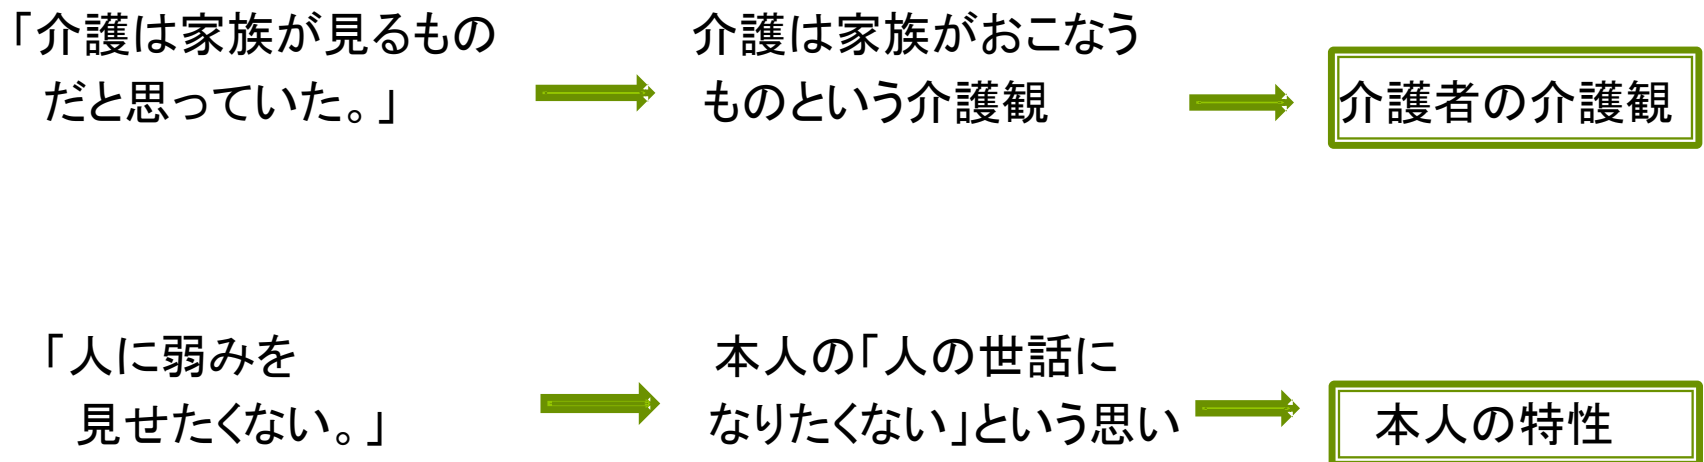 「介護は家族が見るもの
だと思っていた。」
介護は家族がおこなう
ものという介護観
介護者の介護観
「人に弱みを
見せたくない。」
本人の「人の世話に
なりたくない」という思い
本人の特性